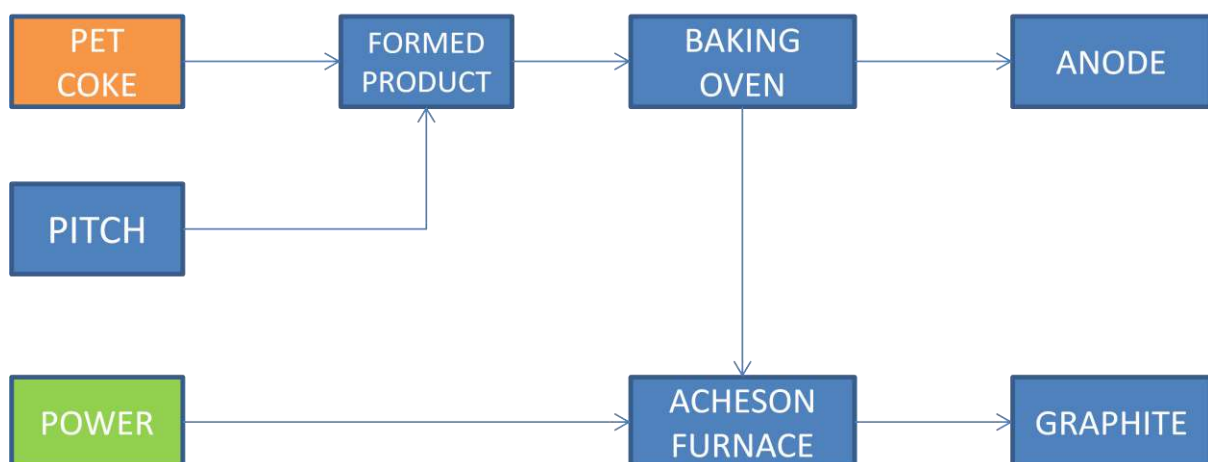 PET
COKE
FORMED
PRODUCT
BAKING
OVEN
ANODE
PITCH
POWER
ACHESON
FURNACE
GRAPHITE